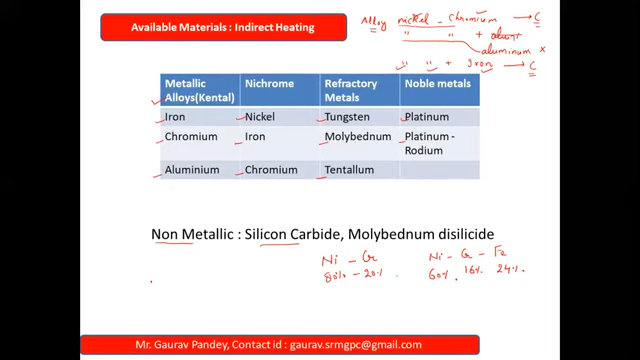 Available Materials : Indirect Heating
Alloy nickel - chromium → C
" " + alum
aluminum ×
" " + Iron → C
Metallic Alloys(Kental) Nichrome Refractory Metals Noble metals
Iron Nickel Tungsten Platinum
Chromium Iron Molybednum Platinum - Rodium
Aluminium Chromium Tentallum
Non Metallic : Silicon Carbide, Molybednum disilicide
Ni - Cr Ni - Cr - Fe
80% - 20% 60% 16% 24%
Mr. Gaurav Pandey, Contact id : gaurav.srmgpc@gmail.com